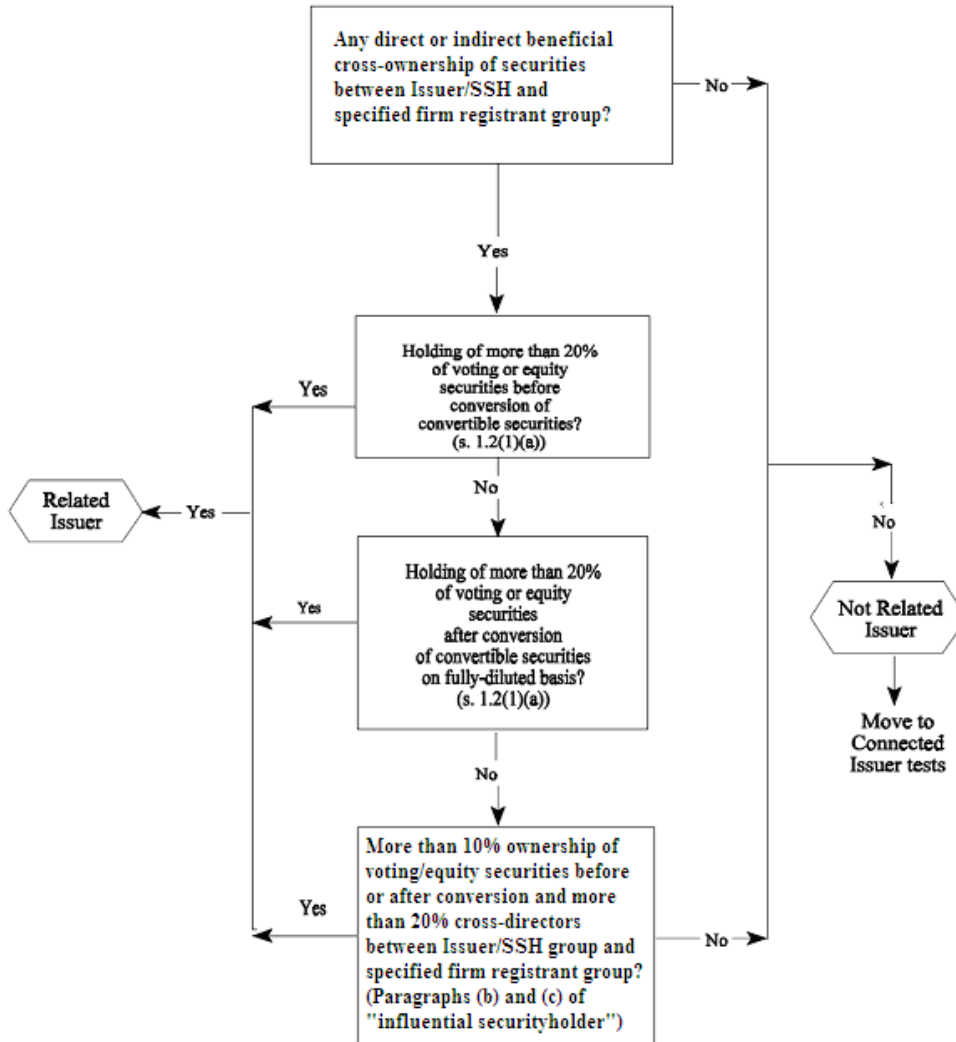 Any direct or indirect beneficial
cross-ownership of securities
between Issuer/SSH and
specified firm registrant group?
No
Yes
Holding of more than 20%
of voting or equity
securities before
conversion of
convertible securities?
(s. 1.2(1)(a))
Yes
No
Related
Issuer
Yes
No
Holding of more than 20%
of voting or equity
securities
after conversion
of convertible securities
on fully-diluted basis?
(s. 1.2(1)(a))
Yes
Not Related
Issuer
Move to
Connected
Issuer tests
No
More than 10% ownership of
voting/equity securities before
or after conversion and more
than 20% cross-directors
between Issuer/SSH group and
specified firm registrant group?
(Paragraphs (b) and (c) of
"influential securityholder")
Yes
No